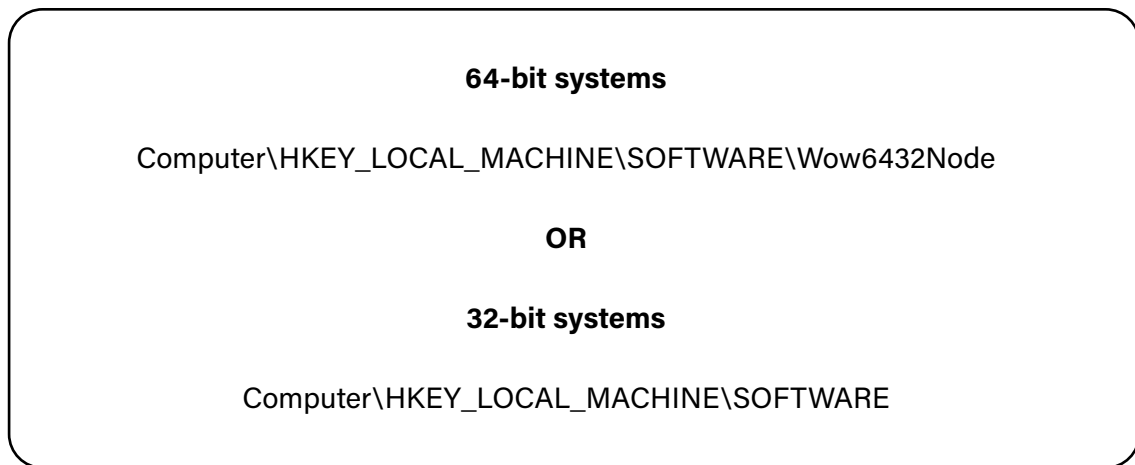 64-bit systems
Computer\HKEY_LOCAL_MACHINE\SOFTWARE\Wow6432Node
OR
32-bit systems
Computer\HKEY_LOCAL_MACHINE\SOFTWARE